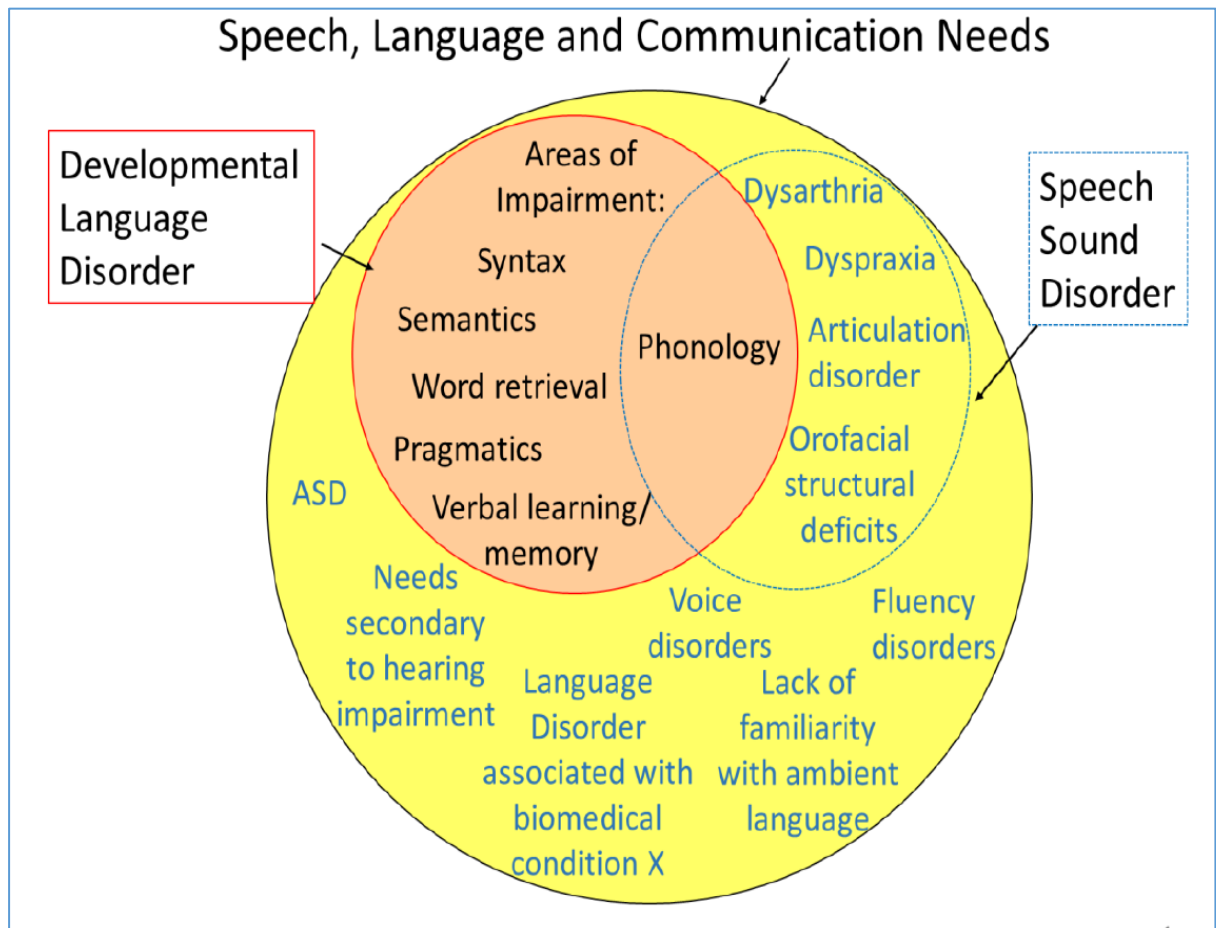 Speech, Language and Communication Needs
Developmental
Language
Disorder
Areas of
Impairment:
Syntax
Semantics
Word retrieval
Pragmatics
Verbal learning/
memory
Phonology
Dysarthria
Dyspraxia
Articulation
disorder
Orofacial
structural
deficits
Speech
Sound
Disorder
ASD
Needs
secondary
to hearing
impairment
Language
Disorder
associated with
biomedical
condition X
Voice
disorders
Lack of
familiarity
with ambient
language
Fluency
disorders